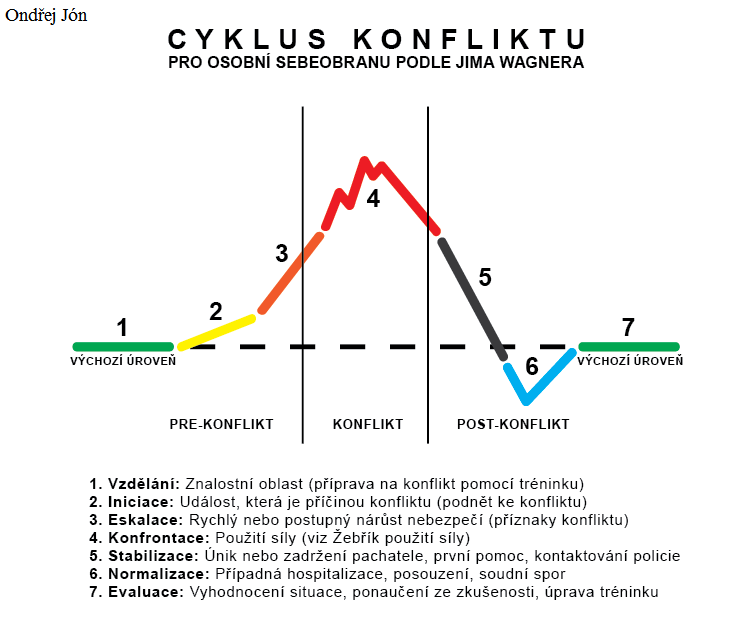 Ondřej Jón
CYKLUS KONFLIKTU
PRO OSOBNÍ SEBEOBRANU PODLE JIMA WAGNERA
4
3
5
2
1
7
6
VÝCHOZÍ ÚROVEŇ
VÝCHOZÍ ÚROVEŇ
PRE-KONFLIKT
KONFLIKT
POST-KONFLIKT
1. Vzdělání: Znalostní oblast (příprava na konflikt pomocí tréninku)
2. Iniciace: Událost, která je příčinou konfliktu (podnět ke konfliktu)
3. Eskalace: Rychlý nebo postupný nárůst nebezpečí (příznaky konfliktu)
4. Konfrontace: Použití síly (viz Žebřík použití síly)
5. Stabilizace: Únik nebo zadržení pachatele, první pomoc, kontaktování policie
6. Normalizace: Případná hospitalizace, posouzení, soudní spor
7. Evaluace: Vyhodnocení situace, ponaučení ze zkušenosti, úprava tréninku